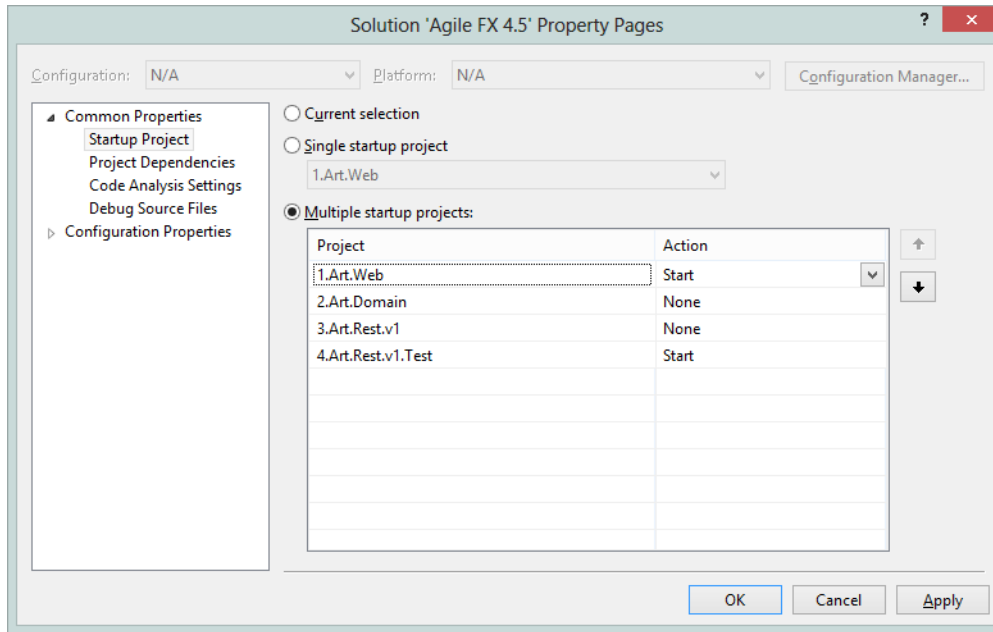 Solution 'Agile FX 4.5' Property Pages
?
Configuration: N/A Platform: N/A Configuration Manager...
Common Properties
Startup Project
Project Dependencies
Code Analysis Settings
Debug Source Files
Configuration Properties
Current selection
Single startup project
1.Art.Web
Multiple startup projects:
Project Action
1.Art.Web Start
2.Art.Domain None
3.Art.Rest.v1 None
4.Art.Rest.v1.Test Start
OK Cancel Apply